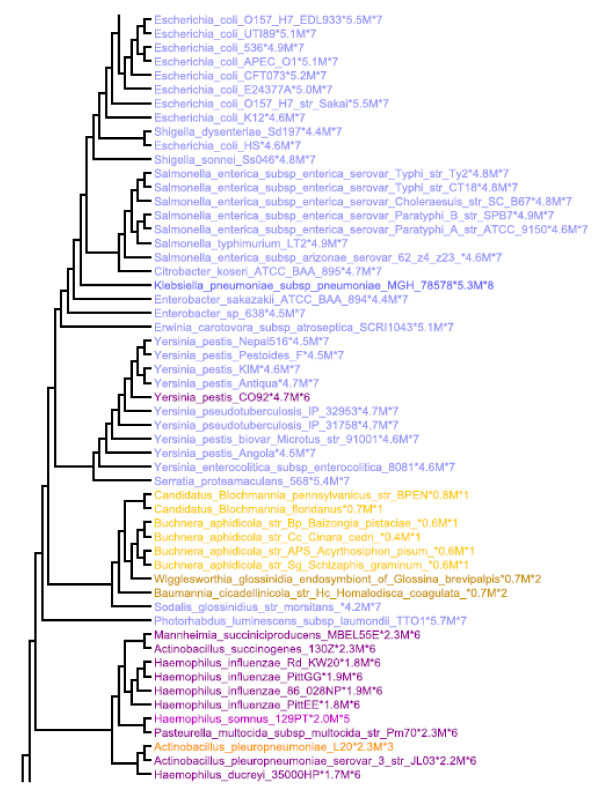 Escherichia_coli_O157_H7_EDL933*5.5M*7
Escherichia_coli_UTI89*5.1M*7
Escherichia_coli_536*4.9M*7
Escherichia_coli_APEC_O1*5.1M*7
Escherichia_coli_CFT073*5.2M*7
Escherichia_coli_E24377A*5.0M*7
Escherichia_coli_O157_H7_str_Sakai*5.5M*7
Escherichia_coli_K12*4.6M*7
Shigella_dysenteriae_Sd197*4.4M*7
Escherichia_coli_HS*4.6M*7
Shigella_sonnei_Ss046*4.8M*7
Salmonella_enterica_subsp_enterica_serovar_Typhi_str_Ty2*4.8M*7
Salmonella_enterica_subsp_enterica_serovar_Typhi_str_CT18*4.8M*7
Salmonella_enterica_subsp_enterica_serovar_Choleraesuis_str_SC_B67*4.8M*7
Salmonella_enterica_subsp_enterica_serovar_Paratyphi_B_str_SPB7*4.9M*7
Salmonella_enterica_subsp_enterica_serovar_Paratyphi_A_str_ATCC_9150*4.6M*7
Salmonella_typhimurium_LT2*4.9M*7
Salmonella_enterica_subsp_arizonae_serovar_62_z4_z23_*4.6M*7
Citrobacter_koseri_ATCC_BAA_895*4.7M*7
Klebsiella_pneumoniae_subsp_pneumoniae_MGH_78578*5.3M*8
Enterobacter_sakazakii_ATCC_BAA_894*4.4M*7
Enterobacter_sp_638*4.5M*7
Erwinia_carotovora_subsp_atroseptica_SCRI1043*5.1M*7
Yersinia_pestis_Nepal516*4.5M*7
Yersinia_pestis_Pestoides_F*4.5M*7
Yersinia_pestis_KIM*4.6M*7
Yersinia_pestis_Antiqua*4.7M*7
Yersinia_pestis_CO92*4.7M*6
Yersinia_pseudotuberculosis_IP_32953*4.7M*7
Yersinia_pseudotuberculosis_IP_31758*4.7M*7
Yersinia_pestis_biovar_Microtus_str_91001*4.6M*7
Yersinia_pestis_Angola*4.5M*7
Yersinia_enterocolitica_subsp_enterocolitica_8081*4.6M*7
Serratia_proteamaculans_568*5.4M*7
Candidatus_Blochmannia_pennsylvanicus_str_BPEN*0.8M*1
Candidatus_Blochmannia_floridanus*0.7M*1
Buchnera_aphidicola_str_Bp_Baizongia_pistaciae_*0.6M*1
Buchnera_aphidicola_str_Cc_Cinara_cedri_*0.4M*1
Buchnera_aphidicola_str_APS_Acyrthosiphon_pisum_*0.6M*1
Buchnera_aphidicola_str_Sg_Schizaphis_graminum_*0.6M*1
Wigglesworthia_glossinidia_endosymbiont_of_Glossina_brevipalpis*0.7M*2
Baumannia_cicadellinicola_str_Hc_Homalodisca_coagulata_*0.7M*2
Sodalis_glossinidius_str_morsitans_*4.2M*7
Photorhabdus_luminescens_subsp_laumondii_TTO1*5.7M*7
Mannheimia_succiniciproducens_MBEL55E*2.3M*6
Actinobacillus_succinogenes_130Z*2.3M*6
Haemophilus_influenzae_Rd_KW20*1.8M*6
Haemophilus_influenzae_PittGG*1.9M*6
Haemophilus_influenzae_86_028NP*1.9M*6
Haemophilus_influenzae_PittEE*1.8M*6
Haemophilus_somnus_129PT*2.0M*5
Pasteurella_multocida_subsp_multocida_str_Pm70*2.3M*6
Actinobacillus_pleuropneumoniae_L20*2.3M*3
Actinobacillus_pleuropneumoniae_serovar_3_str_JL03*2.2M*6
Haemophilus_ducreyi_35000HP*1.7M*6